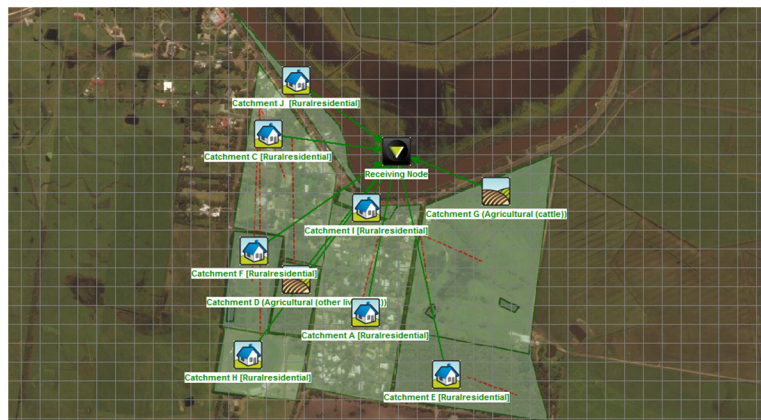 Catchment J [Ruralresidential]
Catchment C [Ruralresidential]
Receiving Node
Catchment G (Agricultural (cattle))
Catchment I [Ruralresidential]
Catchment F [Ruralresidential]
Catchment D (Agricultural (other liv
))
Catchment A [Ruralresidential]
Catchment H [Ruralresidential]
Catchment E [Ruralresidential]